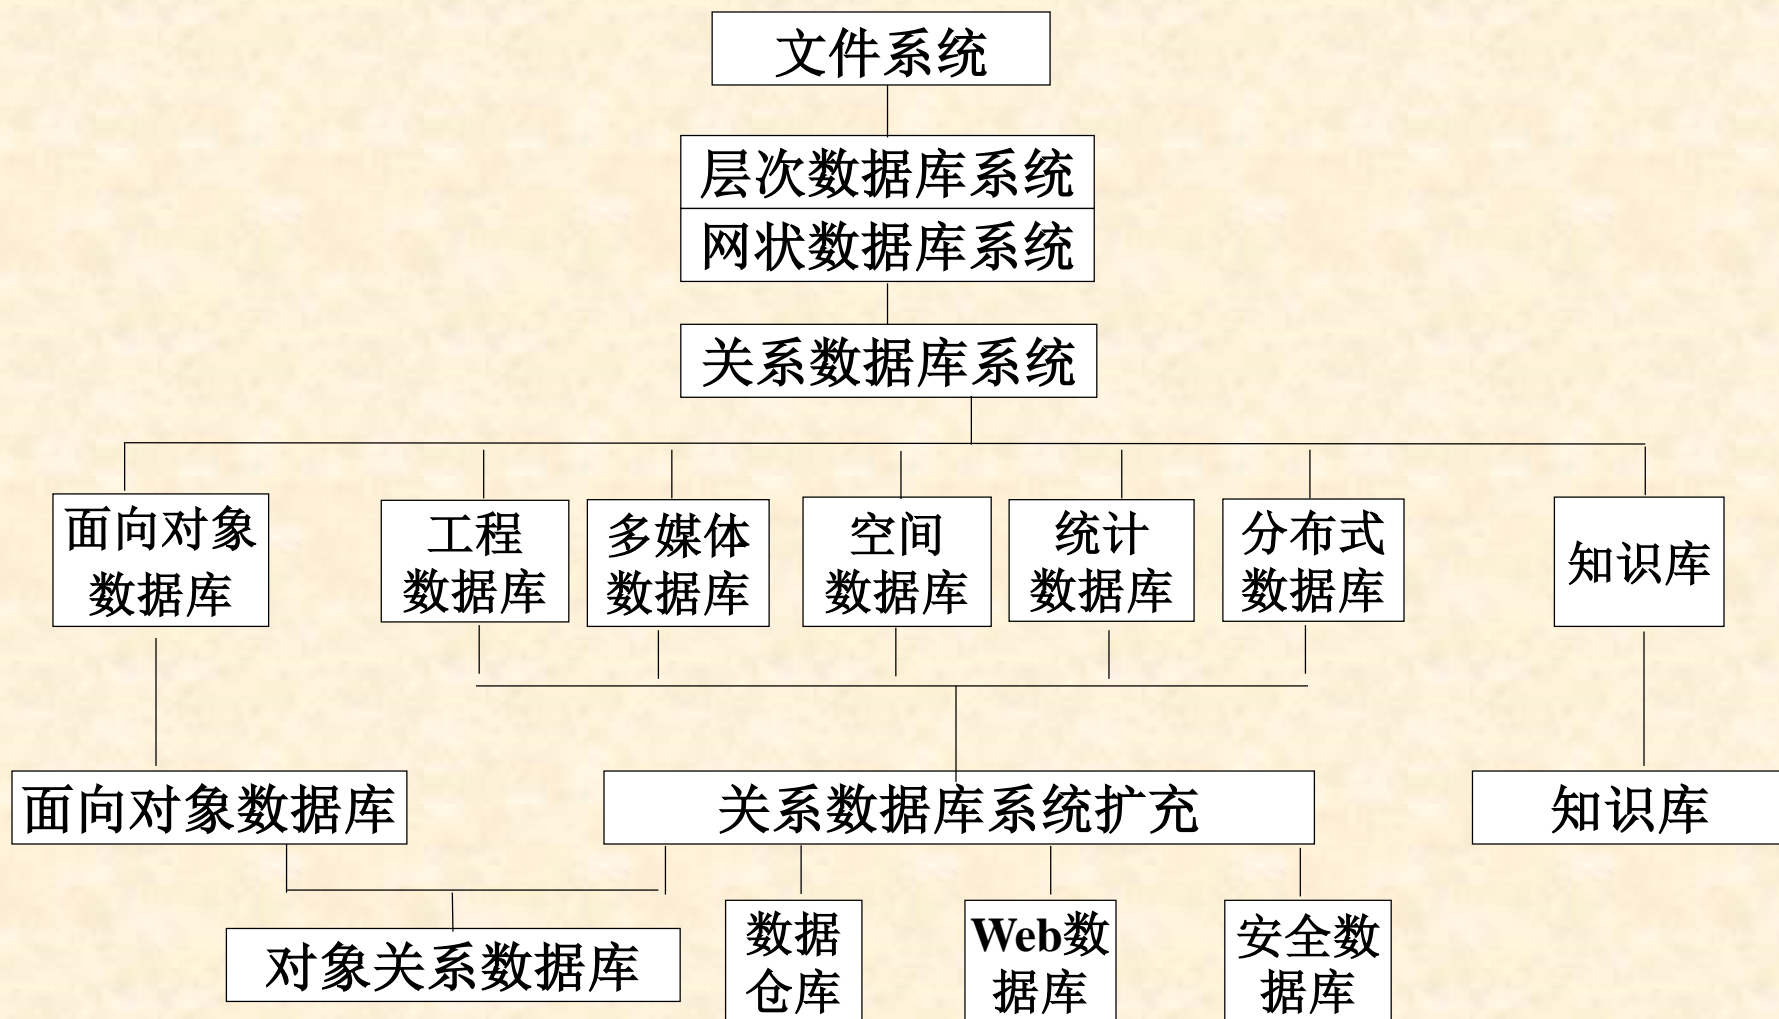 文件系统
层次数据库系统
网状数据库系统
关系数据库系统
面向对象
数据库
工程
数据库
多媒体
数据库
空间
数据库
统计
数据库
分布式
数据库
知识库
面向对象数据库
关系数据库系统扩充
知识库
对象关系数据库
数据
仓库
Web数
据库
安全数
据库